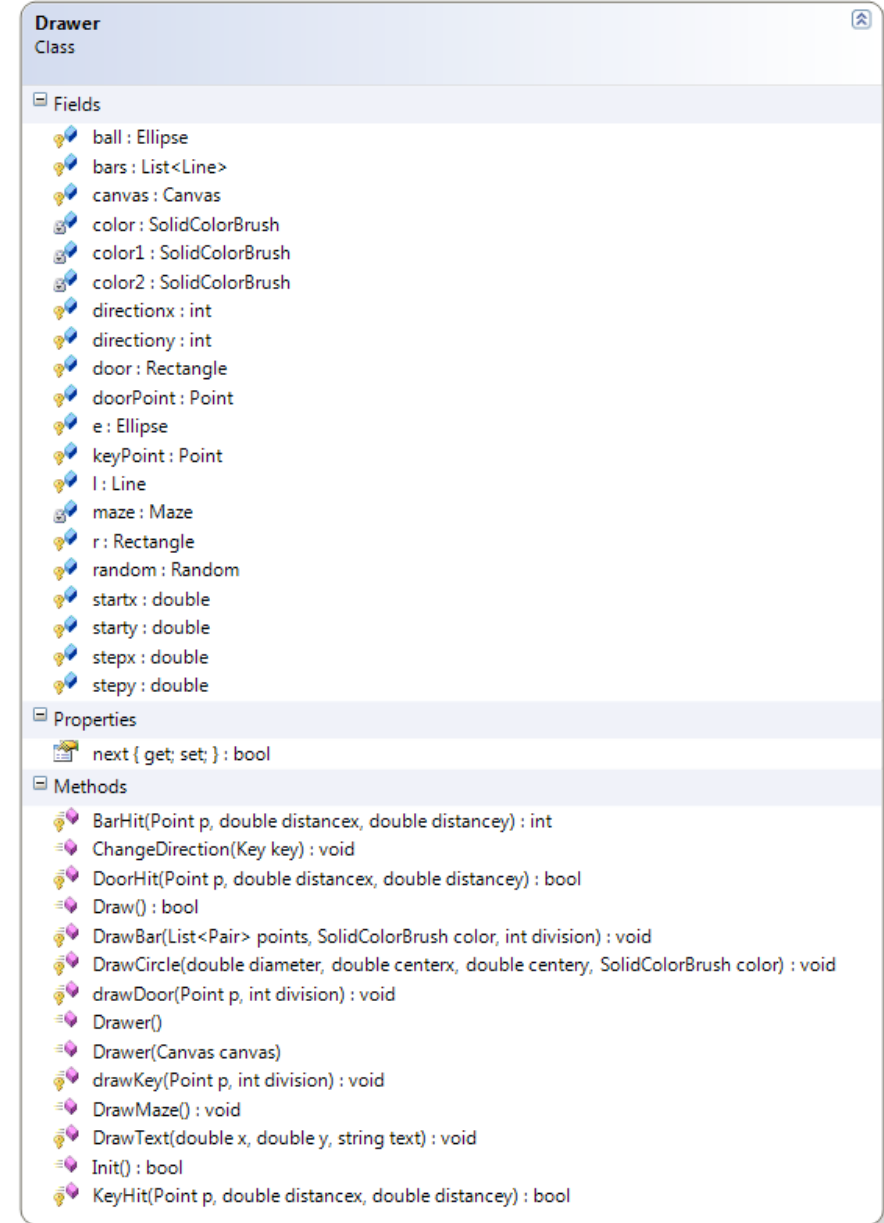 Drawer
Class
Fields
ball : Ellipse
bars : List<Line>
canvas : Canvas
color : SolidColorBrush
color1 : SolidColorBrush
color2 : SolidColorBrush
directionx : int
directiony : int
door : Rectangle
doorPoint : Point
e : Ellipse
keyPoint : Point
l : Line
maze : Maze
r : Rectangle
random : Random
startx : double
starty : double
stepx : double
stepy : double
Properties
next { get; set; } : bool
Methods
BarHit(Point p, double distancex, double distancey) : int
ChangeDirection(Key key) : void
DoorHit(Point p, double distancex, double distancey) : bool
Draw() : bool
DrawBar(List<Pair> points, SolidColorBrush color, int division) : void
DrawCircle(double diameter, double centerx, double centery, SolidColorBrush color) : void
drawDoor(Point p, int division) : void
Drawer()
Drawer(Canvas canvas)
drawKey(Point p, int division) : void
DrawMaze() : void
DrawText(double x, double y, string text) : void
Init() : bool
KeyHit(Point p, double distancex, double distancey) : bool